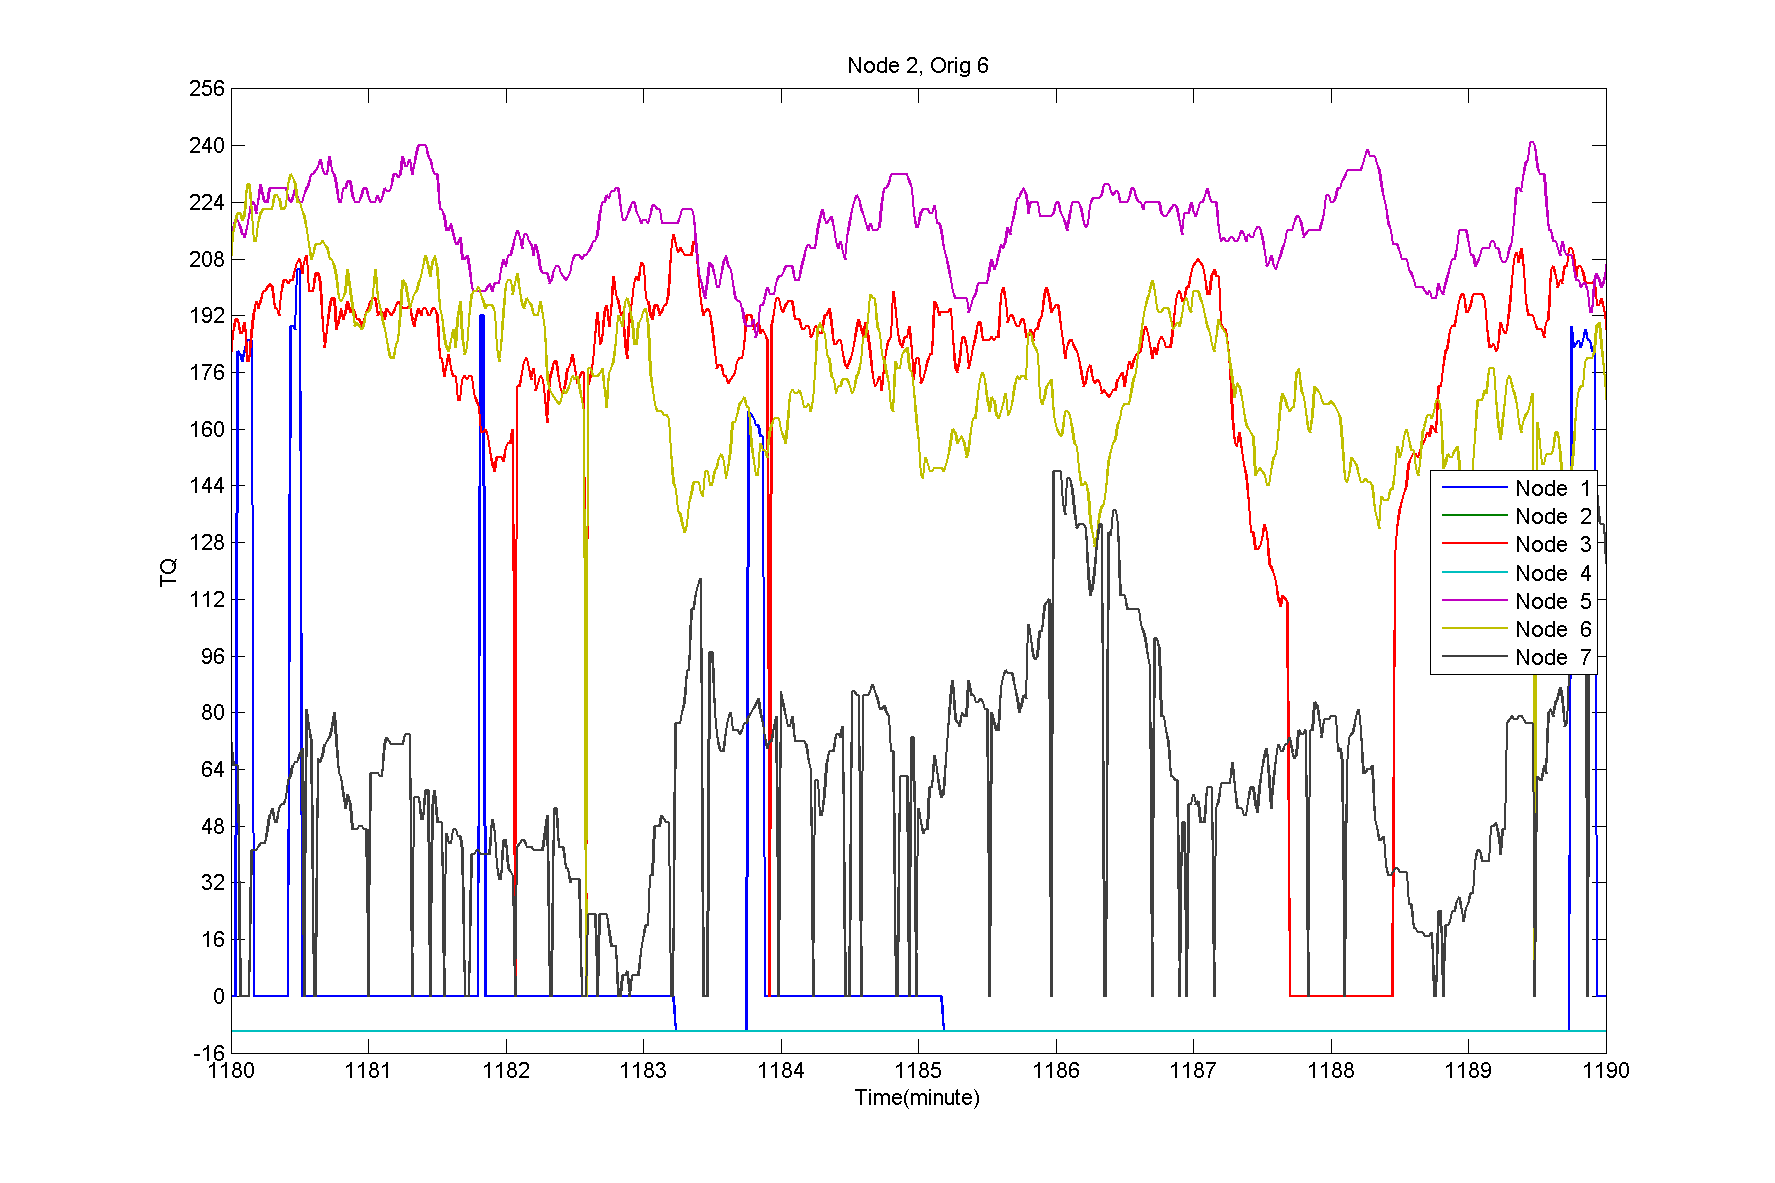 Node 2, Orig 6
256
240
224
208
192
176
160
144
128
112
96
80
64
48
32
16
0
-16
TQ
Node 1
Node 2
Node 3
Node 4
Node 5
Node 6
Node 7
1180 1181 1182 1183 1184 1185 1186 1187 1188 1189 1190
Time(minute)